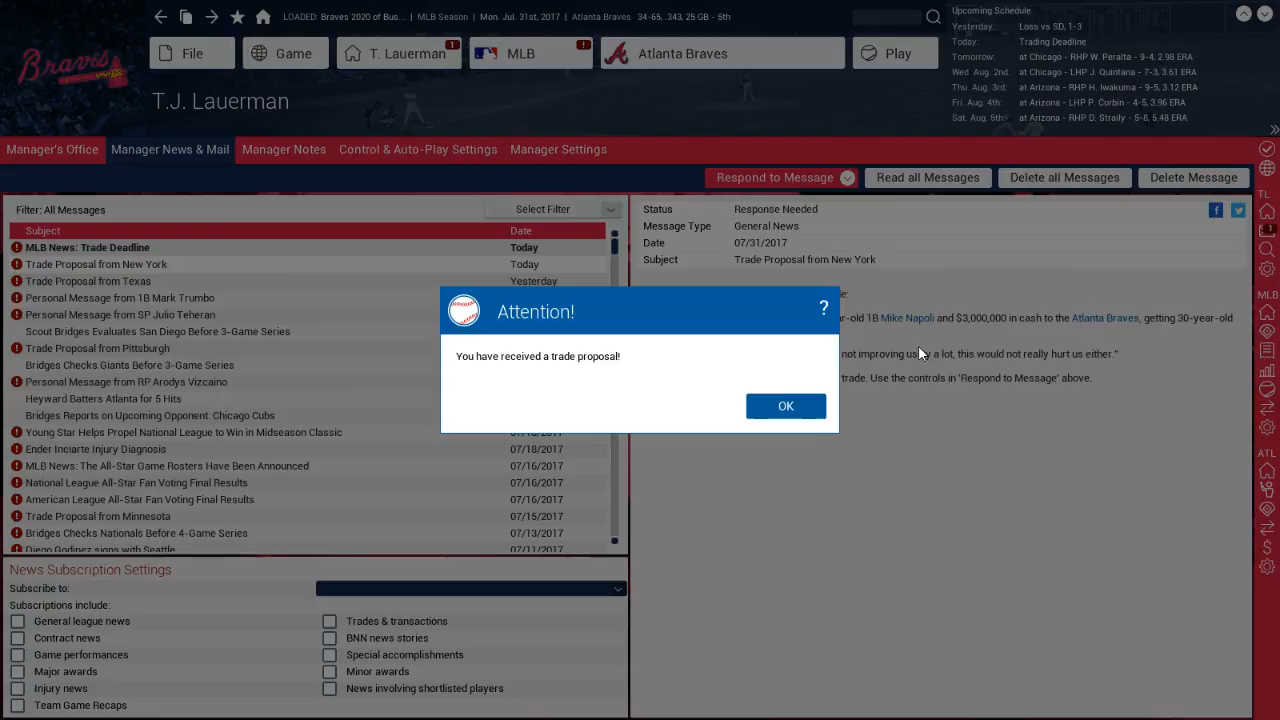 LOADED: Braves 2020 of Bus... | MLB Season | Mon. Jul. 31st, 2017 | Atlanta Braves 34-65, .343, 25 GB - 5th
Upcoming Schedule
Yesterday: Loss vs SD, 1-3
Today: Trading Deadline
Tomorrow: at Chicago - RHP W. Peralta - 9-4, 2.98 ERA
Wed. Aug. 2nd: at Chicago - LHP J. Quintana - 7-3, 3.61 ERA
Thu. Aug. 3rd: at Arizona - RHP H. Iwakuma - 9-5, 3.12 ERA
Fri. Aug. 4th: at Arizona - LHP P. Corbin - 4-5, 3.96 ERA
Sat. Aug. 5th: at Arizona - RHP D. Straily - 5-8, 5.48 ERA
Braves
File
Game
T. Lauerman 1
MLB !
Atlanta Braves
Play
T.J. Lauerman
Manager's Office Manager News & Mail Manager Notes Control & Auto-Play Settings Manager Settings
Respond to Message Read all Messages Delete all Messages Delete Message
Filter: All Messages Select Filter
Subject Date
MLB News: Trade Deadline Today
Trade Proposal from New York Today
Trade Proposal from Texas Yesterday
Personal Message from 1B Mark Trumbo
Personal Message from SP Julio Teheran
Scout Bridges Evaluates San Diego Before 3-Game Series
Trade Proposal from Pittsburgh
Bridges Checks Giants Before 3-Game Series
Personal Message from RP Arodys Vizcaino
Heyward Batters Atlanta for 5 Hits
Bridges Reports on Upcoming Opponent: Chicago Cubs
Young Star Helps Propel National League to Win in Midseason Classic
Ender Inciarte Injury Diagnosis 07/18/2017
MLB News: The All-Star Game Rosters Have Been Announced 07/16/2017
National League All-Star Fan Voting Final Results 07/16/2017
American League All-Star Fan Voting Final Results 07/16/2017
Trade Proposal from Minnesota 07/15/2017
Bridges Checks Nationals Before 4-Game Series 07/13/2017
Diego Godinez signs with Seattle 07/11/2017
Status Response Needed
Message Type General News
Date 07/31/2017
Subject Trade Proposal from New York
1B Mike Napoli and $3,000,000 in cash to the Atlanta Braves, getting 30-year-old
not improving us by a lot, this would not really hurt us either."
trade. Use the controls in 'Respond to Message' above.
Attention! ?
You have received a trade proposal!
OK
News Subscription Settings
Subscribe to:
Subscriptions include:
General league news Trades & transactions
Contract news BNN news stories
Game performances Special accomplishments
Major awards Minor awards
Injury news News involving shortlisted players
Team Game Recaps
TL
1
MLB
ATL